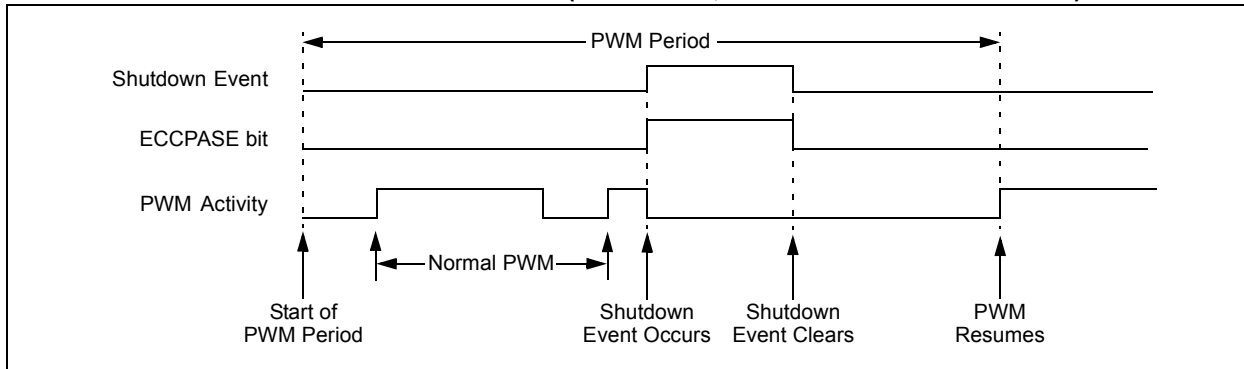 PWM Period
Shutdown Event
ECCPASE bit
PWM Activity
Normal PWM
Start of
PWM Period
Shutdown
Event Occurs
Shutdown
Event Clears
PWM
Resumes